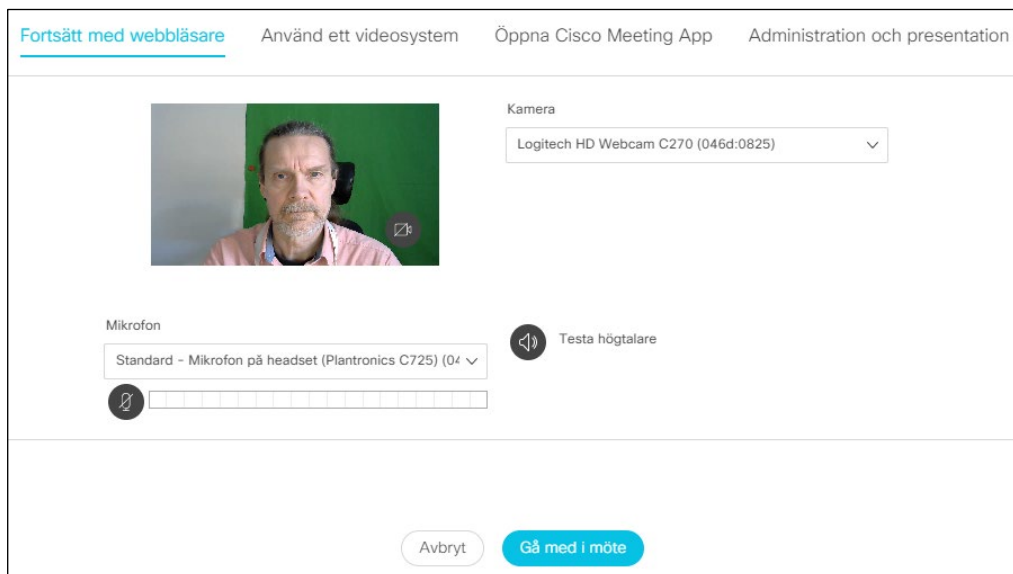 Fortsätt med webbläsare Använd ett videosystem Öppna Cisco Meeting App Administration och presentation
Kamera
Logitech HD Webcam C270 (046d:0825)
Mikrofon
Standard - Mikrofon på headset (Plantronics C725) (04
Testa högtalare
Avbryt Gå med i möte